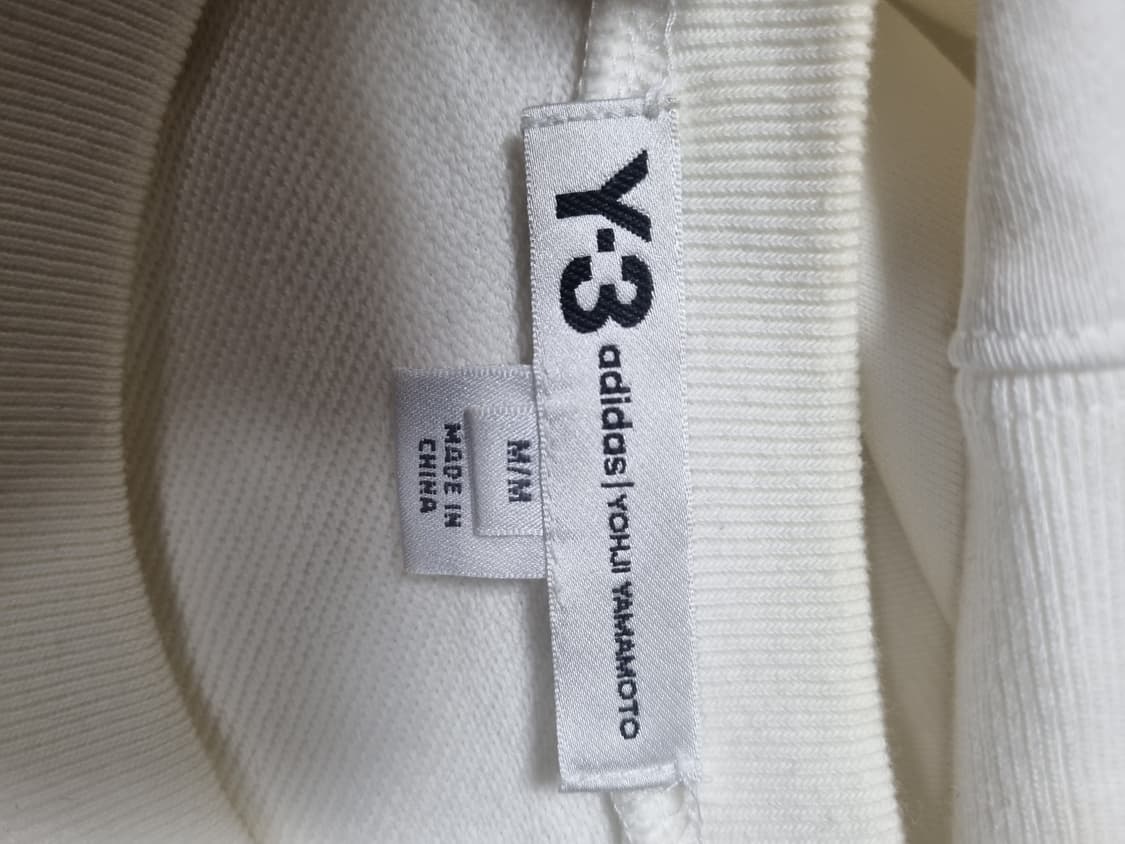 Y-3 adidas | YOHJI YAMAMOTO
M/M
MADE IN
CHINA